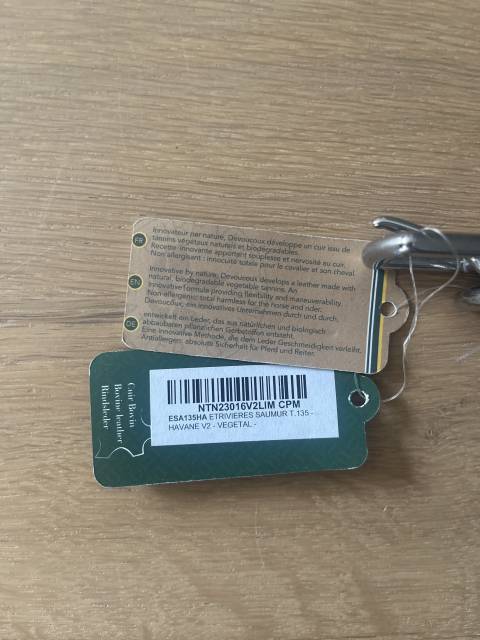 FR
Innovateur par nature, Devoucoux développe un cuir issu de
tannins végétaux naturels et biodégradables.
Recette innovante apportant souplesse et nervosité au cuir.
Non allergisant : innocuité totale pour le cavalier et son cheval.
EN
Innovative by nature, Devoucoux develops a leather made with
natural, biodegradable vegetable tannins. An
innovative formula providing flexibility and maneuverability.
Non-allergenic: total harmless for the horse and rider.
Devoucoux, ein innovatives Unternehmen durch und durch,
DE
entwickelt ein Leder, das aus natürlichen und biologisch
abbaubaren pflanzlichen Gerbstoffen entsteht.
Eine innovative Methode, die dem Leder Geschmeidigkeit verleiht.
Antiallergen: absolute Sicherheit für Pferd und Reiter.
Cuir Bovin
Bovine leather
Rindsleder
NTN23016V2LIM CPM
ESA135HA ETRIVIERES SAUMUR T.135 -
HAVANE V2 - VEGETAL -